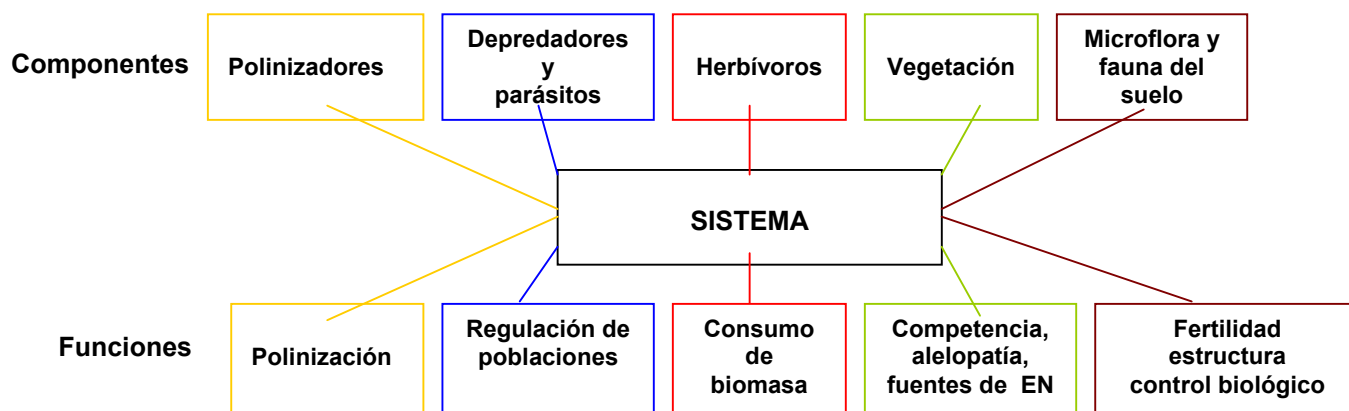 Componentes
Polinizadores
Depredadores
y
parásitos
Herbívoros
Vegetación
Microflora y
fauna del
suelo
SISTEMA
Funciones
Polinización
Regulación de
poblaciones
Consumo
de
biomasa
Competencia,
alelopatía,
fuentes de EN
Fertilidad
estructura
control biológico